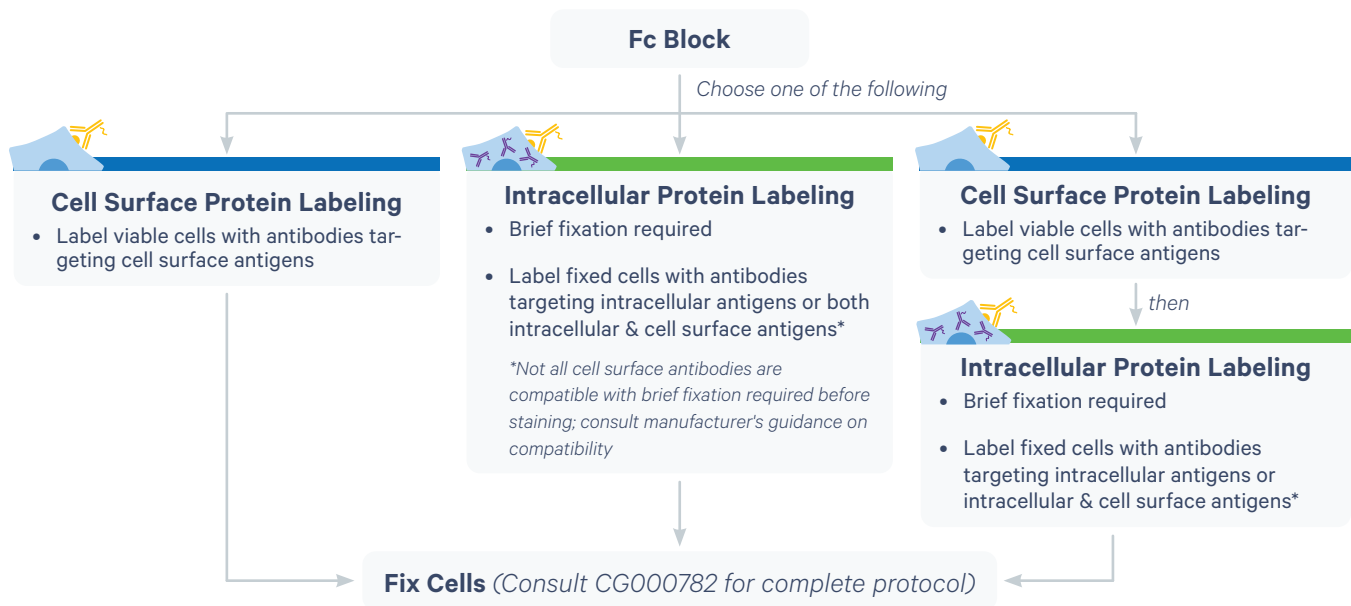 Fc Block
Choose one of the following
Cell Surface Protein Labeling
• Label viable cells with antibodies tar-
geting cell surface antigens
Intracellular Protein Labeling
• Brief fixation required
• Label fixed cells with antibodies
targeting intracellular antigens or both
intracellular & cell surface antigens*
*Not all cell surface antibodies are
compatible with brief fixation required before
staining; consult manufacturer's guidance on
compatibility
Cell Surface Protein Labeling
• Label viable cells with antibodies tar-
geting cell surface antigens
then
Intracellular Protein Labeling
• Brief fixation required
• Label fixed cells with antibodies
targeting intracellular antigens or
intracellular & cell surface antigens*
Fix Cells (Consult CG000782 for complete protocol)